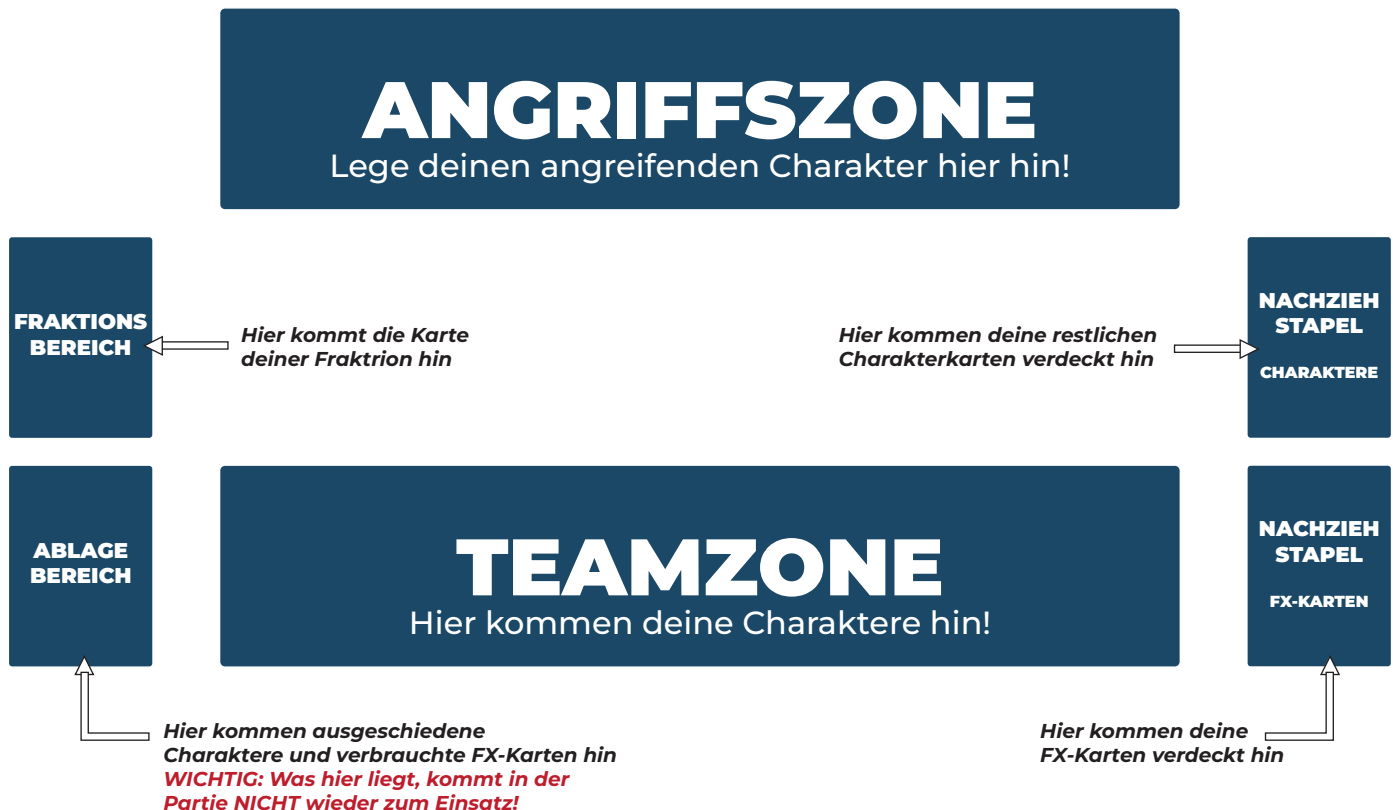 ANGRIFFSZONE
Lege deinen angreifenden Charakter hier hin!
FRAKTIONS
BEREICH
Hier kommt die Karte
deiner Fraktrion hin
Hier kommen deine restlichen
Charakterkarten verdeckt hin
NACHZIEH
STAPEL
CHARAKTERE
ABLAGE
BEREICH
TEAMZONE
Hier kommen deine Charaktere hin!
NACHZIEH
STAPEL
FX-KARTEN
Hier kommen ausgeschiedene
Charaktere und verbrauchte FX-Karten hin
WICHTIG: Was hier liegt, kommt in der
Partie NICHT wieder zum Einsatz!
Hier kommen deine
FX-Karten verdeckt hin